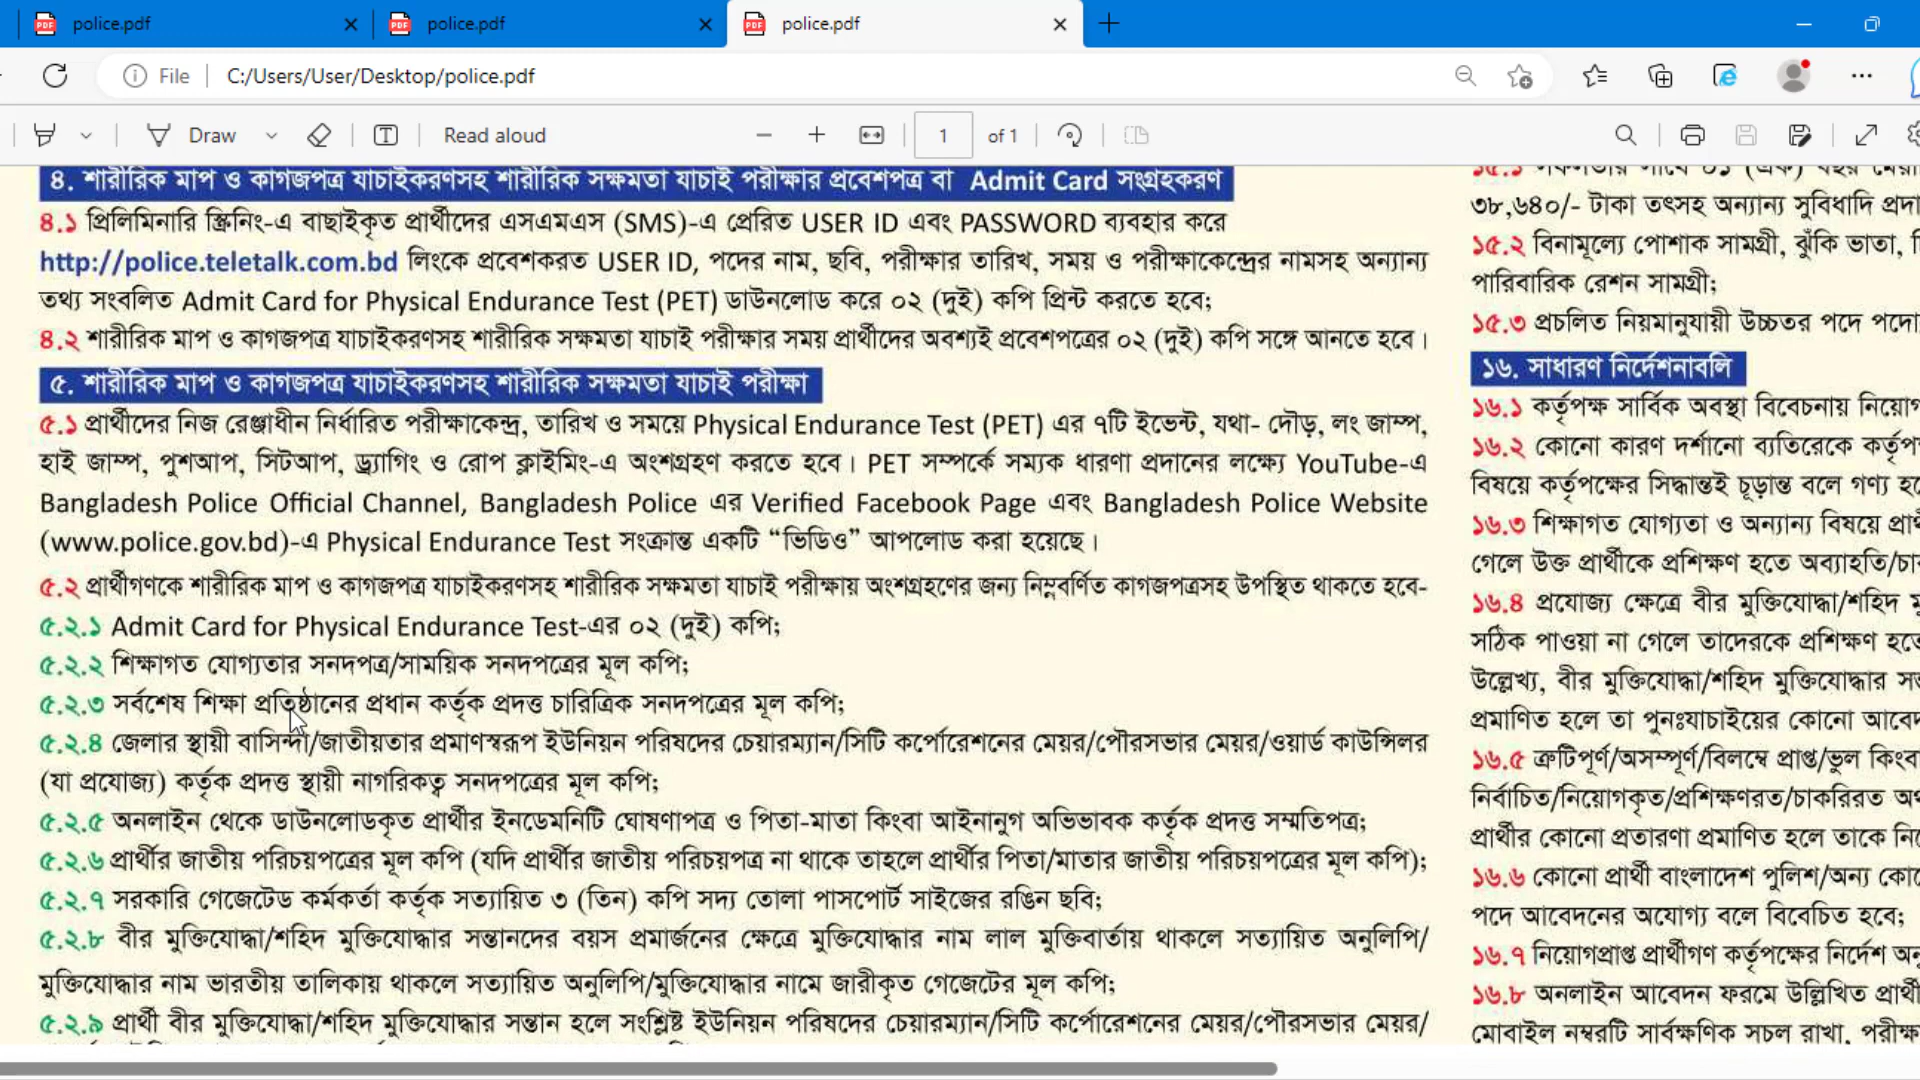 police.pdf
police.pdf
police.pdf
File
C:/Users/User/Desktop/police.pdf
Draw
Read aloud
1
of 1
৪. শারীরিক মাপ ও কাগজপত্র যাচাইকরণসহ শারীরিক সক্ষমতা যাচাই পরীক্ষার প্রবেশপত্র বা Admit Card সংগ্রহকরণ
৪.১ প্রিলিমিনারি স্ক্রিনিং-এ বাছাইকৃত প্রার্থীদের এসএমএস (SMS)-এ প্রেরিত USER ID এবং PASSWORD ব্যবহার করে
http://police.teletalk.com.bd লিংকে প্রবেশকরত USER ID, পদের নাম, ছবি, পরীক্ষার তারিখ, সময় ও পরীক্ষাকেন্দ্রের নামসহ অন্যান্য
তথ্য সংবলিত Admit Card for Physical Endurance Test (PET) ডাউনলোড করে ০২ (দুই) কপি প্রিন্ট করতে হবে;
৪.২ শারীরিক মাপ ও কাগজপত্র যাচাইকরণসহ শারীরিক সক্ষমতা যাচাই পরীক্ষার সময় প্রার্থীদের অবশ্যই প্রবেশপত্রের ০২ (দুই) কপি সঙ্গে আনতে হবে।
৫. শারীরিক মাপ ও কাগজপত্র যাচাইকরণসহ শারীরিক সক্ষমতা যাচাই পরীক্ষা
৫.১ প্রার্থীদের নিজ রেঞ্জাধীন নির্ধারিত পরীক্ষাকেন্দ্র, তারিখ ও সময়ে Physical Endurance Test (PET) এর ৭টি ইভেন্ট, যথা- দৌড়, লং জাম্প,
হাই জাম্প, পুশআপ, সিটআপ, ড্র্যাগিং ও রোপ ক্লাইমিং-এ অংশগ্রহণ করতে হবে। PET সম্পর্কে সম্যক ধারণা প্রদানের লক্ষ্যে YouTube-এ
Bangladesh Police Official Channel, Bangladesh Police এর Verified Facebook Page এবং Bangladesh Police Website
(www.police.gov.bd)-এ Physical Endurance Test সংক্রান্ত একটি “ভিডিও” আপলোড করা হয়েছে।
৫.২ প্রার্থীগণকে শারীরিক মাপ ও কাগজপত্র যাচাইকরণসহ শারীরিক সক্ষমতা যাচাই পরীক্ষায় অংশগ্রহণের জন্য নিম্নবর্ণিত কাগজপত্রসহ উপস্থিত থাকতে হবে-
৫.২.১ Admit Card for Physical Endurance Test-এর ০২ (দুই) কপি;
৫.২.২ শিক্ষাগত যোগ্যতার সনদপত্র/সাময়িক সনদপত্রের মূল কপি;
৫.২.৩ সর্বশেষ শিক্ষা প্রতিষ্ঠানের প্রধান কর্তৃক প্রদত্ত চারিত্রিক সনদপত্রের মূল কপি;
৫.২.৪ জেলার স্থায়ী বাসিন্দা/জাতীয়তার প্রমাণস্বরূপ ইউনিয়ন পরিষদের চেয়ারম্যান/সিটি কর্পোরেশনের মেয়র/পৌরসভার মেয়র/ওয়ার্ড কাউন্সিলর
(যা প্রযোজ্য) কর্তৃক প্রদত্ত স্থায়ী নাগরিকত্ব সনদপত্রের মূল কপি;
৫.২.৫ অনলাইন থেকে ডাউনলোডকৃত প্রার্থীর ইনডেমনিটি ঘোষণাপত্র ও পিতা-মাতা কিংবা আইনানুগ অভিভাবক কর্তৃক প্রদত্ত সম্মতিপত্র;
৫.২.৬ প্রার্থীর জাতীয় পরিচয়পত্রের মূল কপি (যদি প্রার্থীর জাতীয় পরিচয়পত্র না থাকে তাহলে প্রার্থীর পিতা/মাতার জাতীয় পরিচয়পত্রের মূল কপি);
৫.২.৭ সরকারি গেজেটেড কর্মকর্তা কর্তৃক সত্যায়িত ৩ (তিন) কপি সদ্য তোলা পাসপোর্ট সাইজের রঙিন ছবি;
৫.২.৮ বীর মুক্তিযোদ্ধা/শহিদ মুক্তিযোদ্ধার সন্তানদের বয়স প্রমার্জনের ক্ষেত্রে মুক্তিযোদ্ধার নাম লাল মুক্তিবার্তায় থাকলে সত্যায়িত অনুলিপি/
মুক্তিযোদ্ধার নাম ভারতীয় তালিকায় থাকলে সত্যায়িত অনুলিপি/মুক্তিযোদ্ধার নামে জারীকৃত গেজেটের মূল কপি;
৫.২.৯ প্রার্থী বীর মুক্তিযোদ্ধা/শহিদ মুক্তিযোদ্ধার সন্তান হলে সংশ্লিষ্ট ইউনিয়ন পরিষদের চেয়ারম্যান/সিটি কর্পোরেশনের মেয়র/পৌরসভার মেয়র/
৩৮,৬৪০/- টাকা তৎসহ অন্যান্য সুবিধাদি
১৫.২ বিনামূল্যে পোশাক সামগ্রী, ঝুঁকি ভাতা,
পারিবারিক রেশন সামগ্রী;
১৫.৩ প্রচলিত নিয়মানুযায়ী উচ্চতর পদে
১৬. সাধারণ নির্দেশনাবলি
১৬.১ কর্তৃপক্ষ সার্বিক অবস্থা বিবেচনায়
১৬.২ কোনো কারণ দর্শানো ব্যতিরেকে
বিষয়ে কর্তৃপক্ষের সিদ্ধান্তই চূড়ান্ত বলে গণ্য
১৬.৩ শিক্ষাগত যোগ্যতা ও অন্যান্য বিষয়ে
গেলে উক্ত প্রার্থীকে প্রশিক্ষণ হতে
১৬.৪ প্রযোজ্য ক্ষেত্রে বীর মুক্তিযোদ্ধা/শহিদ
সঠিক পাওয়া না গেলে তাদেরকে প্রশিক্ষণ
উল্লেখ্য, বীর মুক্তিযোদ্ধা/শহিদ মুক্তিযোদ্ধার
প্রমাণিত হলে তা পুনঃযাচাইয়ের কোনো
১৬.৫ ত্রুটিপূর্ণ/অসম্পূর্ণ/বিলম্বে প্রাপ্ত/ভুল
নির্বাচিত/নিয়োগকৃত/প্রশিক্ষণরত/চাকরিরত
প্রার্থীর কোনো প্রতারণা প্রমাণিত হলে তাকে
১৬.৬ কোনো প্রার্থী বাংলাদেশ পুলিশ/অন্য
পদে আবেদনের অযোগ্য বলে বিবেচিত হবে;
১৬.৭ নিয়োগপ্রাপ্ত প্রার্থীগণ কর্তৃপক্ষের নির্দেশ
১৬.৮ অনলাইন আবেদন ফরমে উল্লিখিত
মোবাইল নম্বরটি সার্বক্ষণিক সচল রাখা,